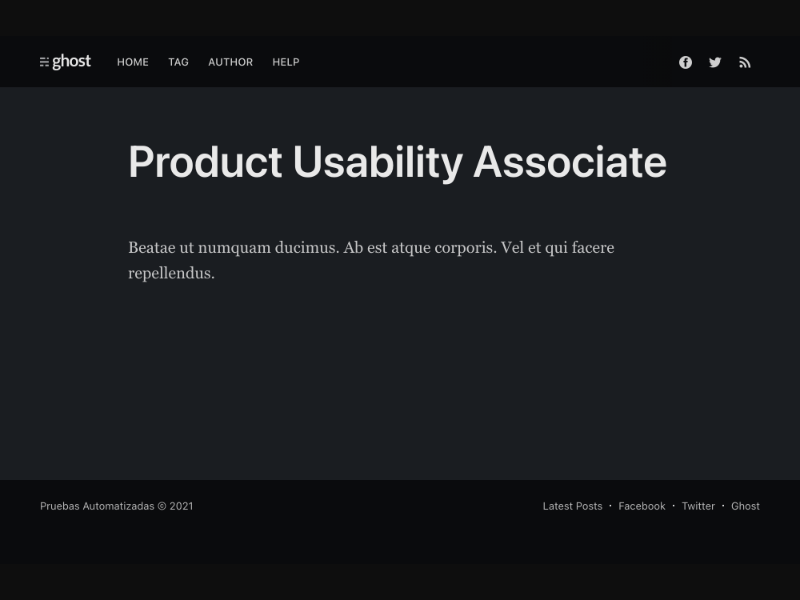 ghost HOME TAG AUTHOR HELP
Product Usability Associate
Beatae ut numquam ducimus. Ab est atque corporis. Vel et qui facere
repellendus.
Pruebas Automatizadas © 2021 Latest Posts • Facebook • Twitter • Ghost